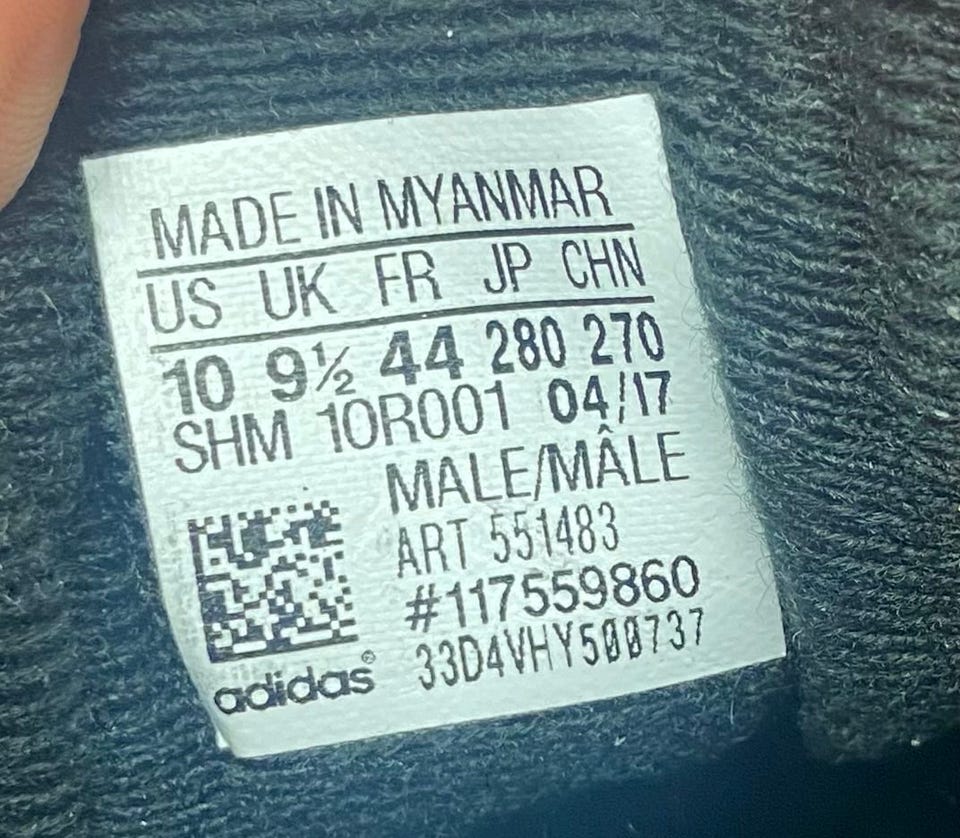 MADE IN MYANMAR
US UK FR JP CHN
10 9½ 44 280 270
SHM 10R001 04/17
MALE/MÂLE
ART 551483
#117559860
33D4VHY500737
adidas®